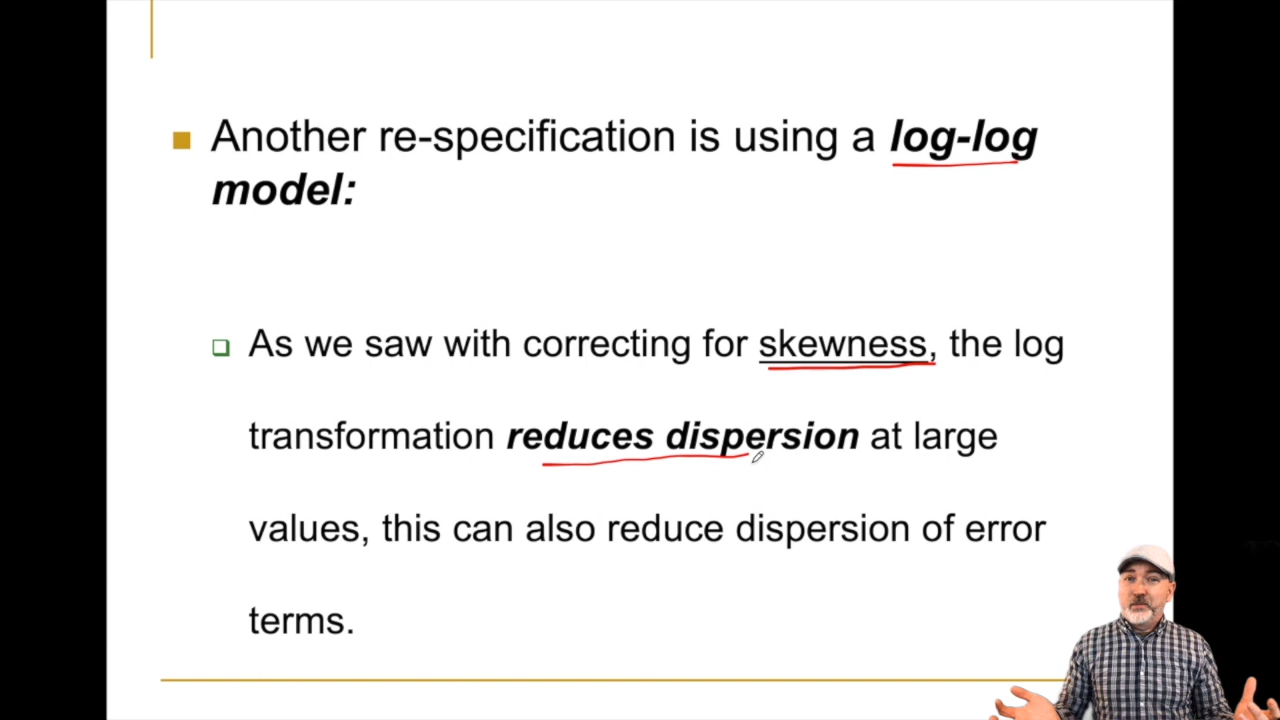 Another re-specification is using a log-log
model:
As we saw with correcting for skewness, the log
transformation reduces dispersion at large
values, this can also reduce dispersion of error
terms.